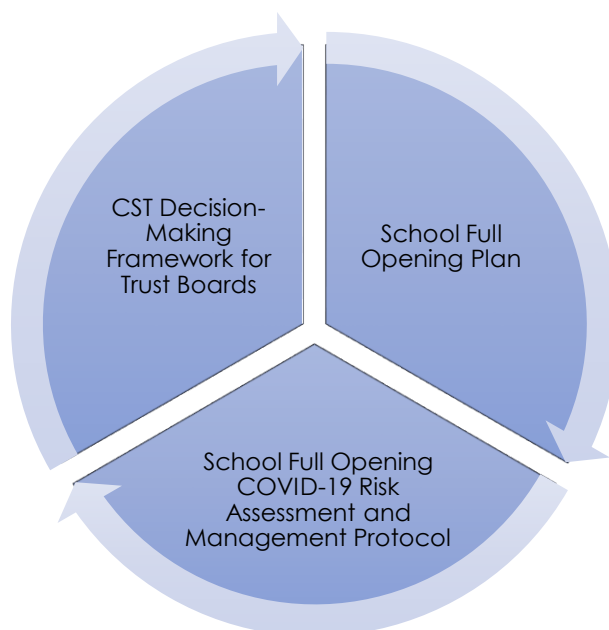 CST Decision-
Making
Framework for
Trust Boards
School Full
Opening Plan
School Full Opening
COVID-19 Risk
Assessment and
Management Protocol